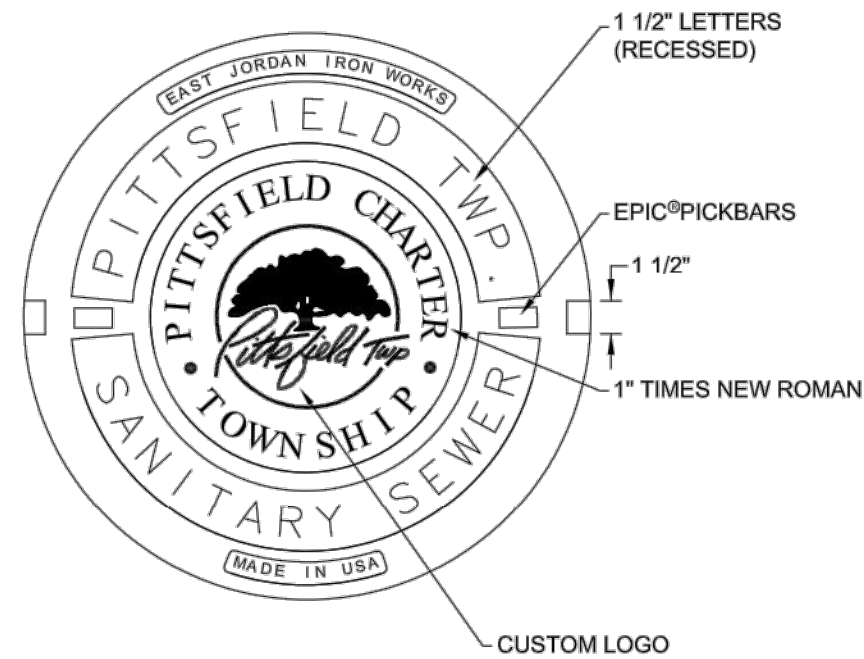 1 1/2" LETTERS
(RECESSED)
EAST JORDAN IRON WORKS
PITTSFIELD TWP.
PITTSFIELD CHARTER
EPIC®PICKBARS
1 1/2"
Pittsfield Twp
1" TIMES NEW ROMAN
• TOWNSHIP •
SANITARY SEWER
MADE IN USA
CUSTOM LOGO